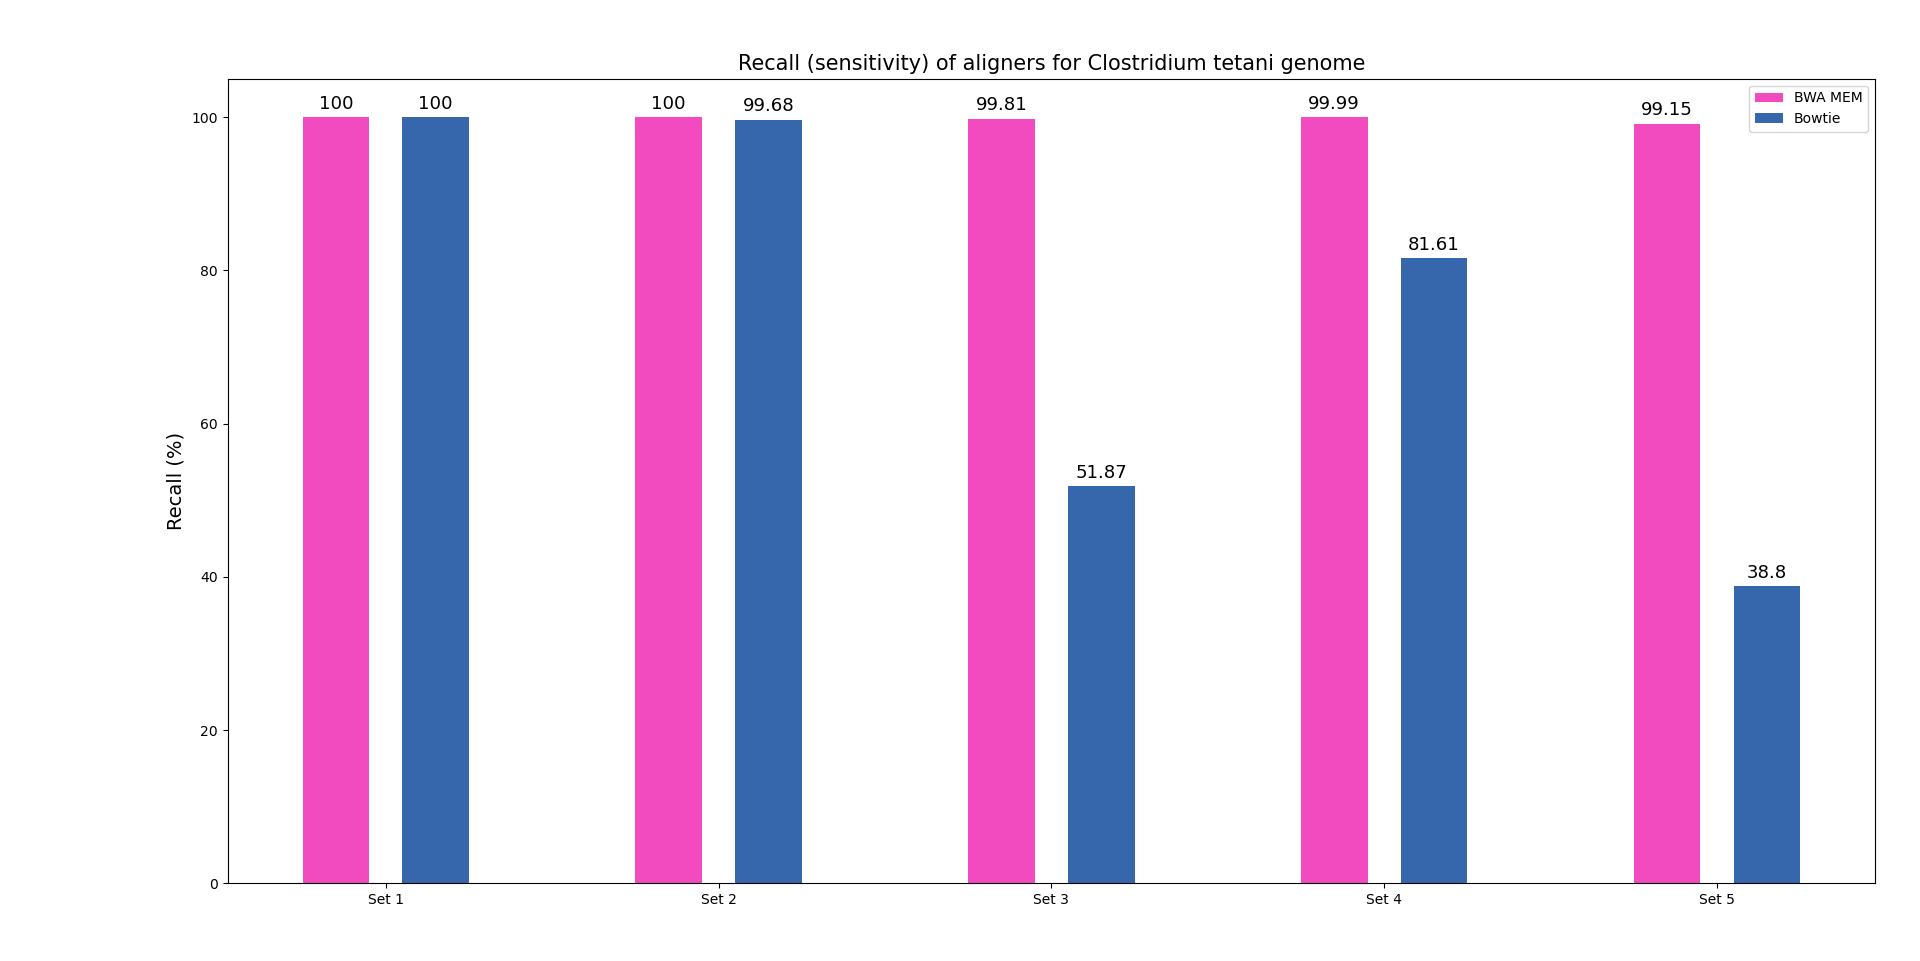 Recall (sensitivity) of aligners for Clostridium tetani genome
BWA MEM
Bowtie
100
100
100
99.68
99.81
51.87
99.99
81.61
99.15
38.8
Recall (%)
100
80
60
40
20
0
Set 1
Set 2
Set 3
Set 4
Set 5